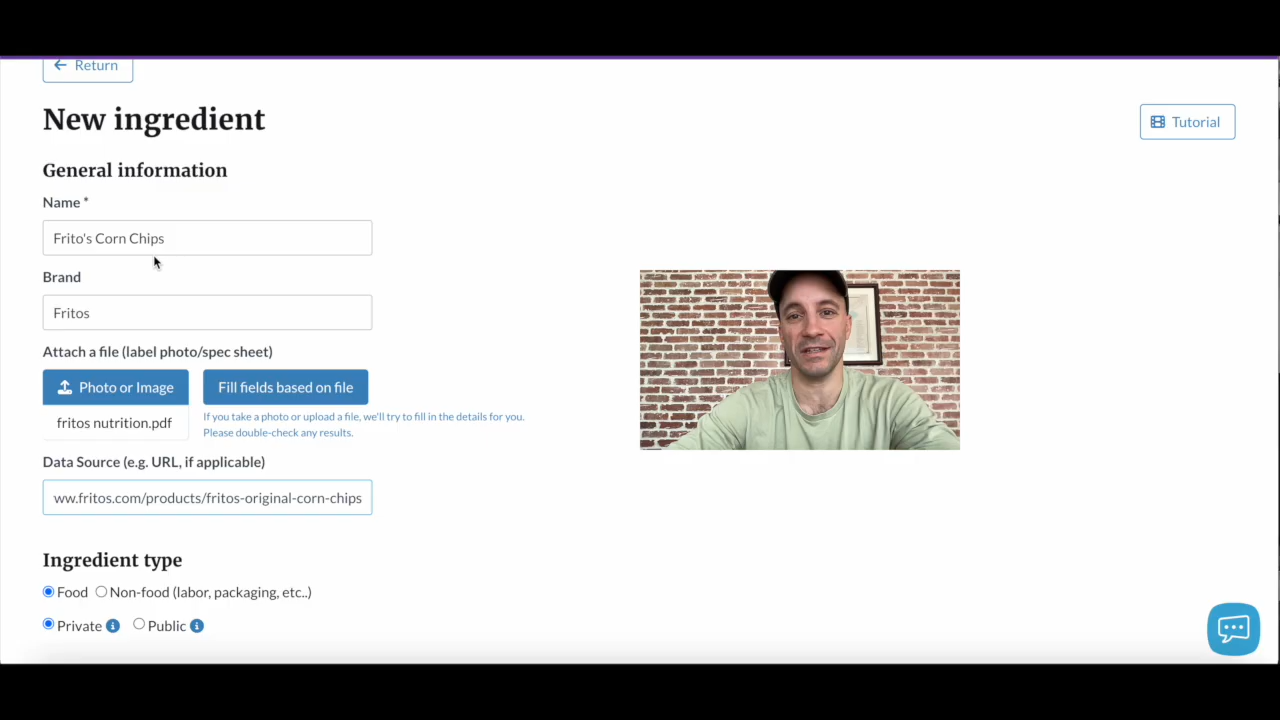 ← Return
New ingredient
Tutorial
General information
Name *
Frito's Corn Chips
Brand
Fritos
Attach a file (label photo/spec sheet)
Photo or Image
Fill fields based on file
fritos nutrition.pdf
If you take a photo or upload a file, we'll try to fill in the details for you.
Please double-check any results.
Data Source (e.g. URL, if applicable)
ww.fritos.com/products/fritos-original-corn-chips
Ingredient type
Food Non-food (labor, packaging, etc..)
Private Public